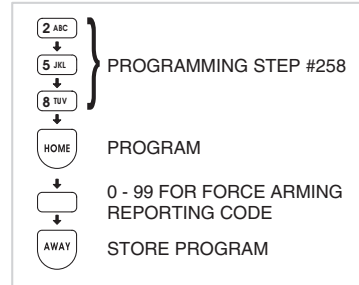 2 ABC
5 JKL
8 TUV
PROGRAMMING STEP #258
HOME
PROGRAM
0 - 99 FOR FORCE ARMING
REPORTING CODE
AWAY
STORE PROGRAM